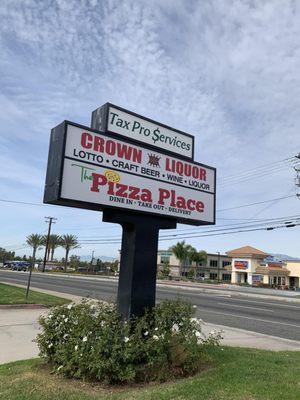 Tax Pro $ervices
CROWN LIQUOR
LOTTO • CRAFT BEER • WINE • LIQUOR
The Pizza Place
DINE IN • TAKE OUT • DELIVERY